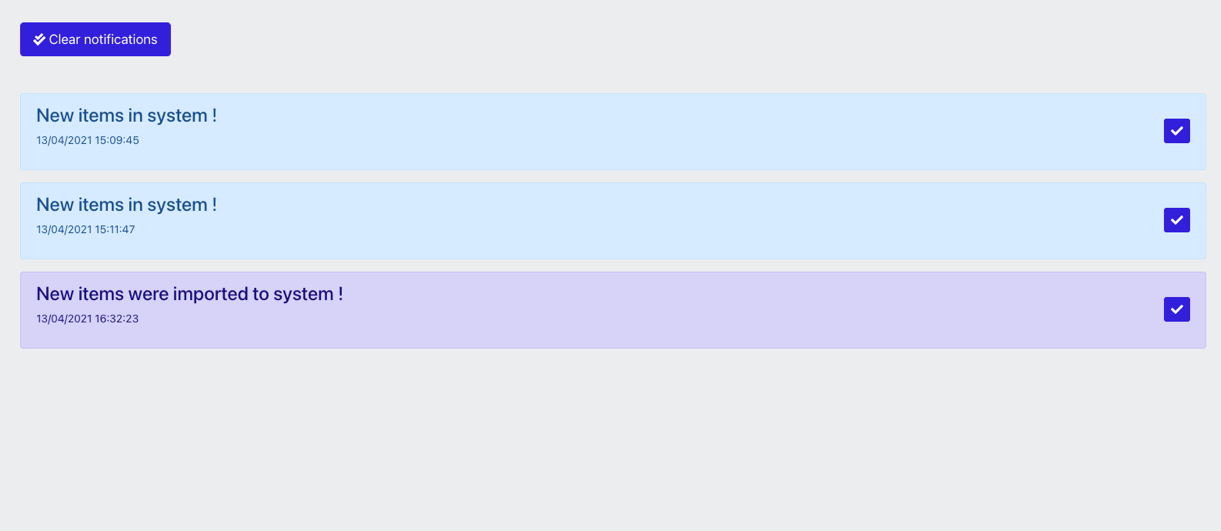 Clear notifications
New items in system !
13/04/2021 15:09:45
New items in system !
13/04/2021 15:11:47
New items were imported to system !
13/04/2021 16:32:23